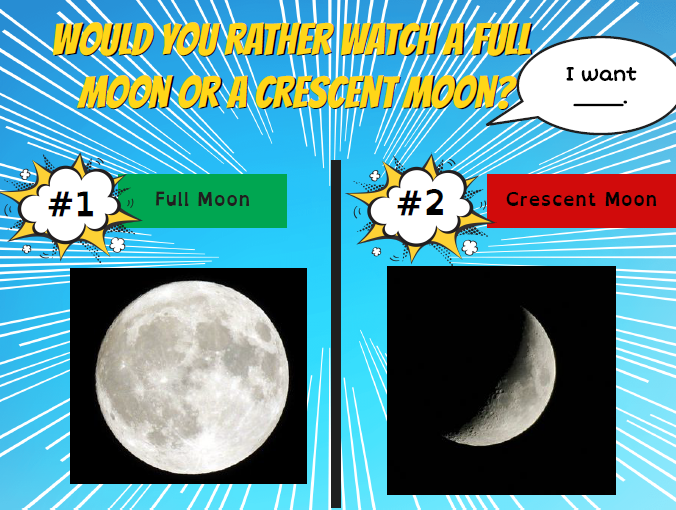 WOULD YOU RATHER WATCH A FULL
MOON OR A CRESCENT MOON?
I want
_____.
#1
Full Moon
#2
Crescent Moon